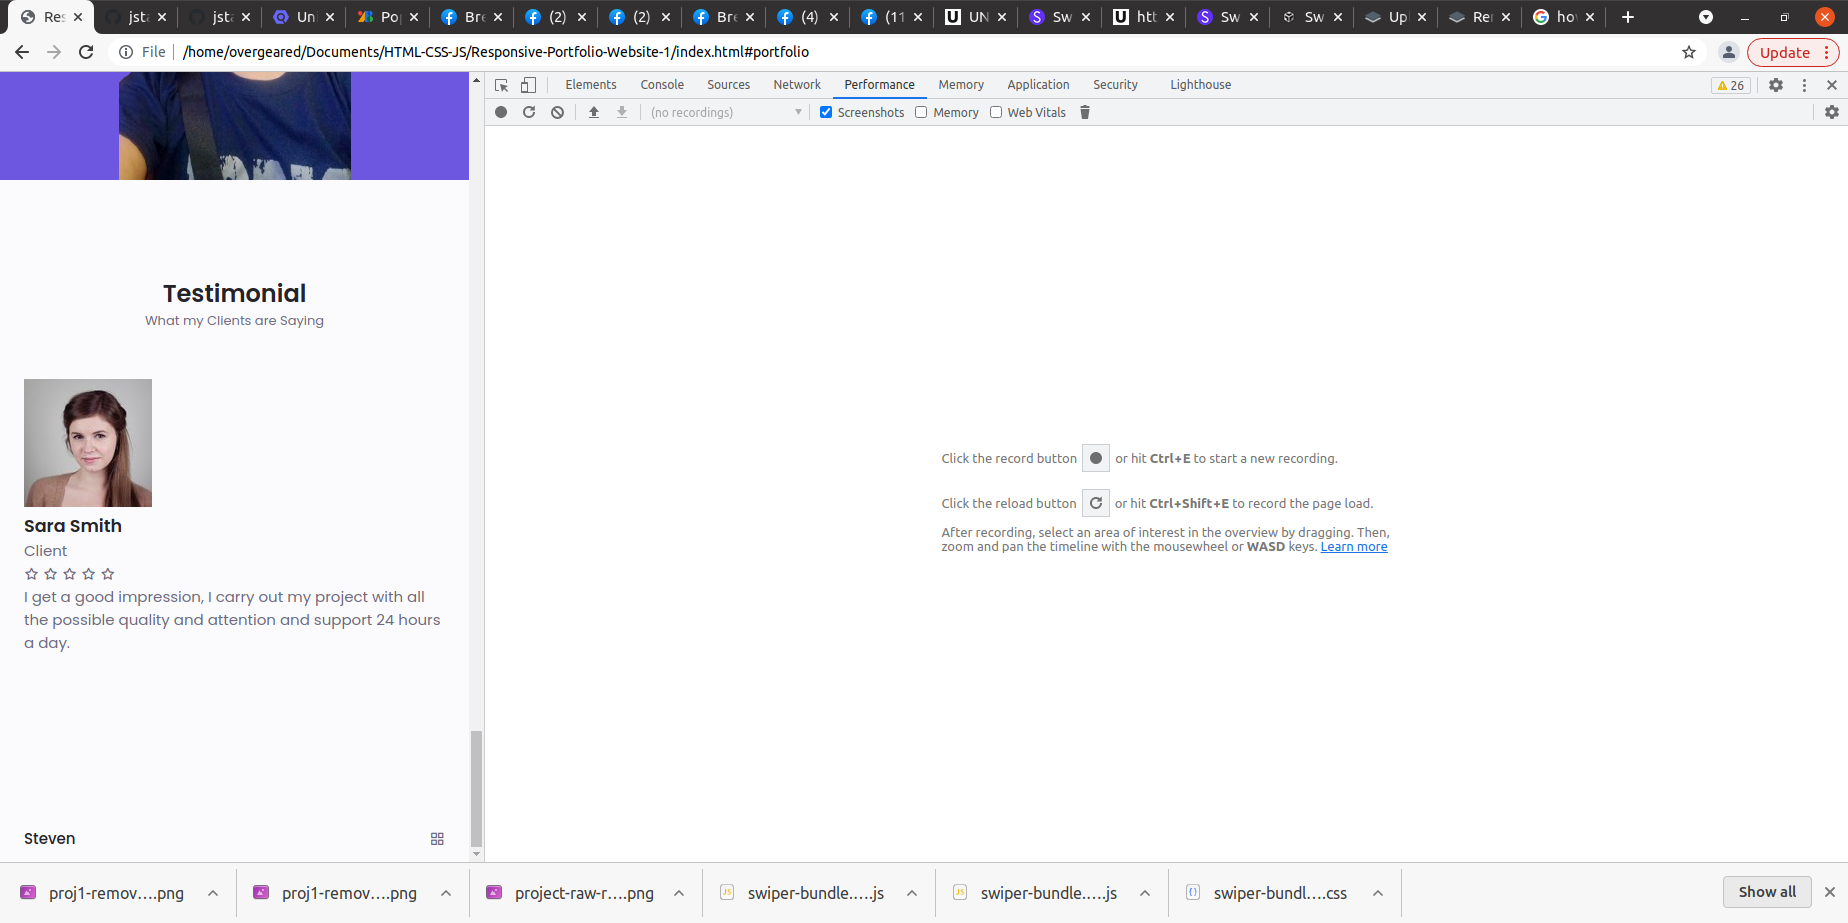 Res
jsta
jsta
Uni
Pop
Bre
(2)
(2)
Bre
(4)
(11
UN
Sw
htt
Sw
Sw
Upl
Rem
how
File
/home/overgeared/Documents/HTML-CSS-JS/Responsive-Portfolio-Website-1/index.html#portfolio
Update
Elements Console Sources Network Performance Memory Application Security Lighthouse
26
(no recordings) Screenshots Memory Web Vitals
Testimonial
What my Clients are Saying
Sara Smith
Client
I get a good impression, I carry out my project with all
the possible quality and attention and support 24 hours
a day.
Steven
Click the record button or hit Ctrl+E to start a new recording.
Click the reload button or hit Ctrl+Shift+E to record the page load.
After recording, select an area of interest in the overview by dragging. Then,
zoom and pan the timeline with the mousewheel or WASD keys. Learn more
proj1-remov….png
proj1-remov….png
project-raw-r….png
swiper-bundle.….js
swiper-bundle.….js
swiper-bundl….css
Show all